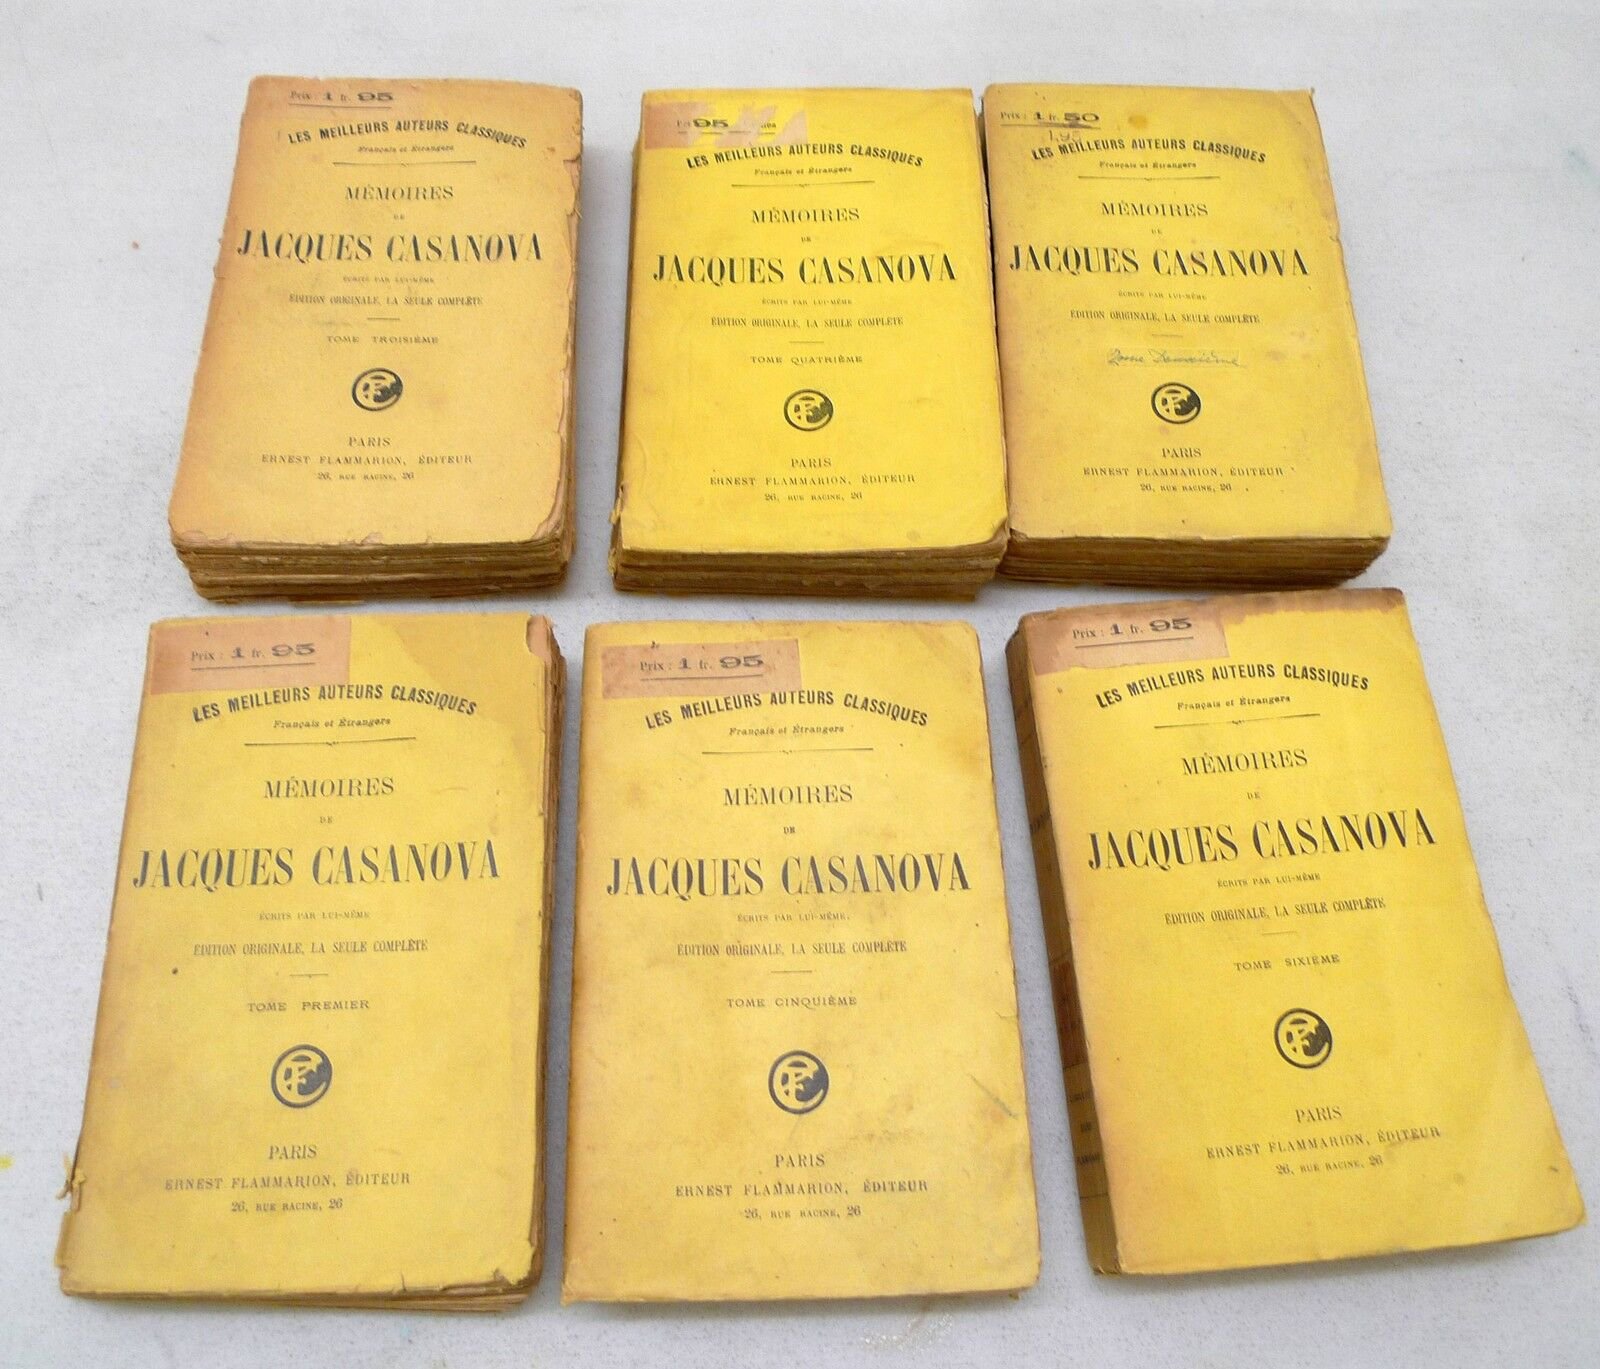 Prix : 1 fr. 95
LES MEILLEURS AUTEURS CLASSIQUES
Français et Étrangers
MÉMOIRES
DE
JACQUES CASANOVA
ÉCRITS PAR LUI-MÊME
ÉDITION ORIGINALE, LA SEULE COMPLÈTE
TOME TROISIÈME
PARIS
ERNEST FLAMMARION, ÉDITEUR
26, RUE RACINE, 26
95
LES MEILLEURS AUTEURS CLASSIQUES
Français et Étrangers
MÉMOIRES
DE
JACQUES CASANOVA
ÉCRITS PAR LUI-MÊME
ÉDITION ORIGINALE, LA SEULE COMPLÈTE
TOME QUATRIÈME
PARIS
ERNEST FLAMMARION, ÉDITEUR
26, RUE RACINE, 26
Prix : 1 fr. 50
1,95
LES MEILLEURS AUTEURS CLASSIQUES
Français et Étrangers
MÉMOIRES
DE
JACQUES CASANOVA
ÉCRITS PAR LUI-MÊME
ÉDITION ORIGINALE, LA SEULE COMPLÈTE
Tome Deuxième
PARIS
ERNEST FLAMMARION, ÉDITEUR
26, RUE RACINE, 26
Prix : 1 fr. 95
LES MEILLEURS AUTEURS CLASSIQUES
Français et Étrangers
MÉMOIRES
DE
JACQUES CASANOVA
ÉCRITS PAR LUI-MÊME
ÉDITION ORIGINALE, LA SEULE COMPLÈTE
TOME PREMIER
PARIS
ERNEST FLAMMARION, ÉDITEUR
26, RUE RACINE, 26
Prix : 1 fr. 95
LES MEILLEURS AUTEURS CLASSIQUES
Français et Étrangers
MÉMOIRES
DE
JACQUES CASANOVA
ÉCRITS PAR LUI-MÊME.
ÉDITION ORIGINALE, LA SEULE COMPLÈTE
TOME CINQUIÈME
PARIS
ERNEST FLAMMARION, ÉDITEUR
26, RUE RACINE, 26
Prix : 1 fr. 95
LES MEILLEURS AUTEURS CLASSIQUES
Français et Étrangers
MÉMOIRES
DE
JACQUES CASANOVA
ÉCRITS PAR LUI-MÊME
ÉDITION ORIGINALE, LA SEULE COMPLÈTE
TOME SIXIÈME
PARIS
ERNEST FLAMMARION, ÉDITEUR
26, RUE RACINE, 26